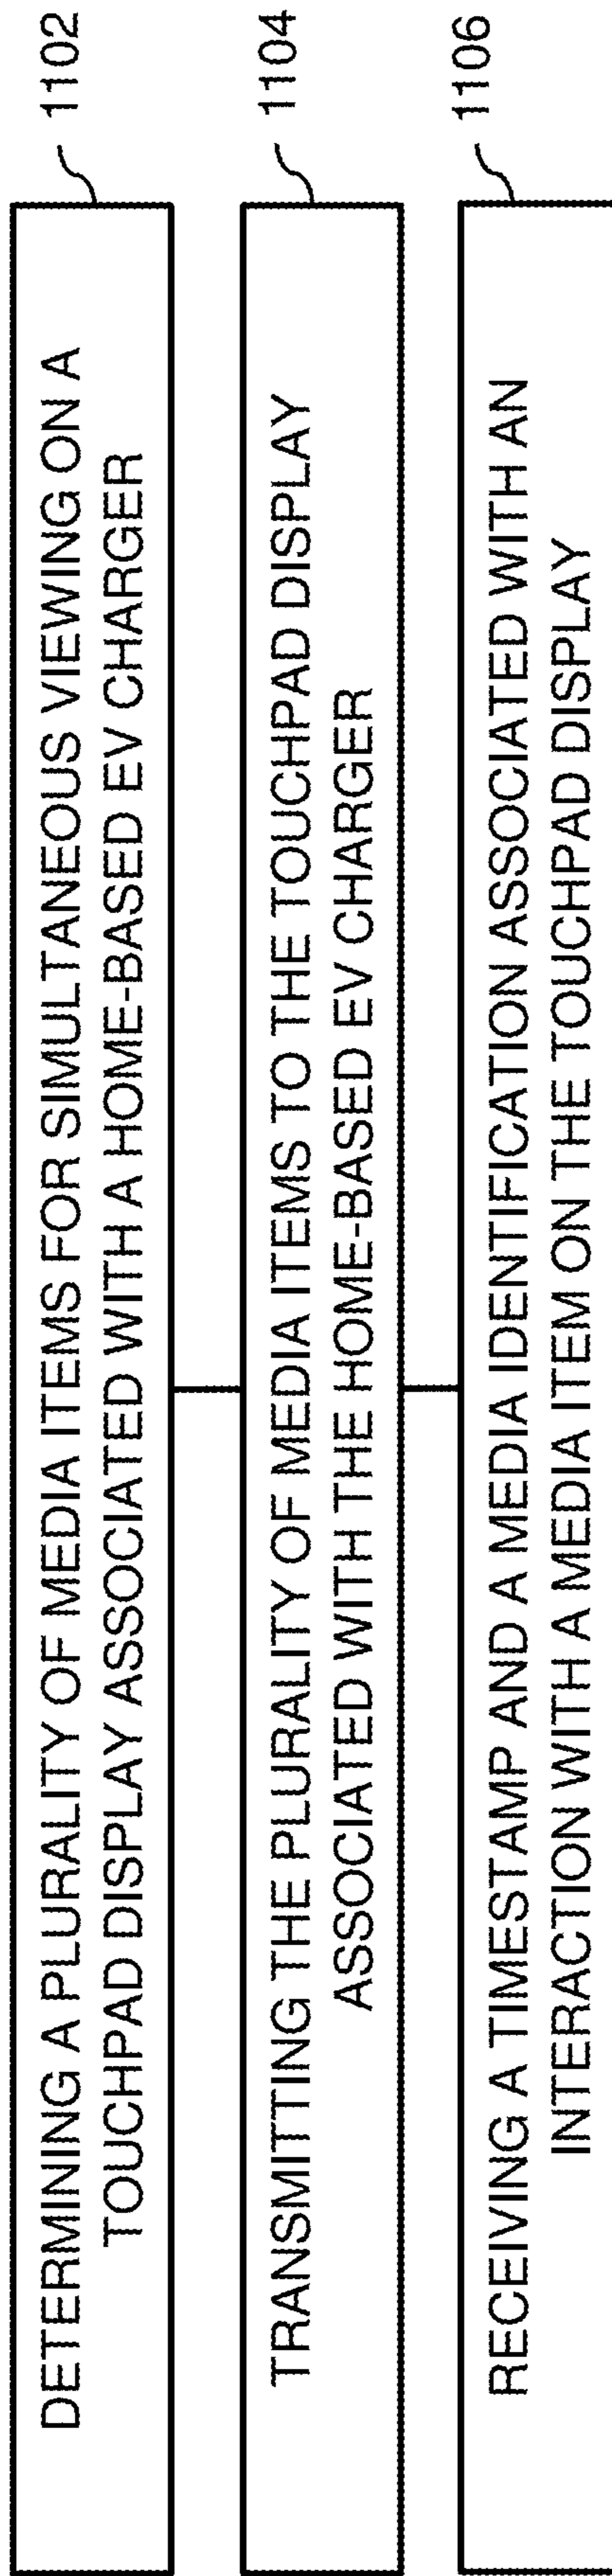 DETERMINING A PLURALITY OF MEDIA ITEMS FOR SIMULTANEOUS VIEWING ON A
TOUCHPAD DISPLAY ASSOCIATED WITH A HOME-BASED EV CHARGER
1102
TRANSMITTING THE PLURALITY OF MEDIA ITEMS TO THE TOUCHPAD DISPLAY
ASSOCIATED WITH THE HOME-BASED EV CHARGER
1104
RECEIVING A TIMESTAMP AND A MEDIA IDENTIFICATION ASSOCIATED WITH AN
INTERACTION WITH A MEDIA ITEM ON THE TOUCHPAD DISPLAY
1106